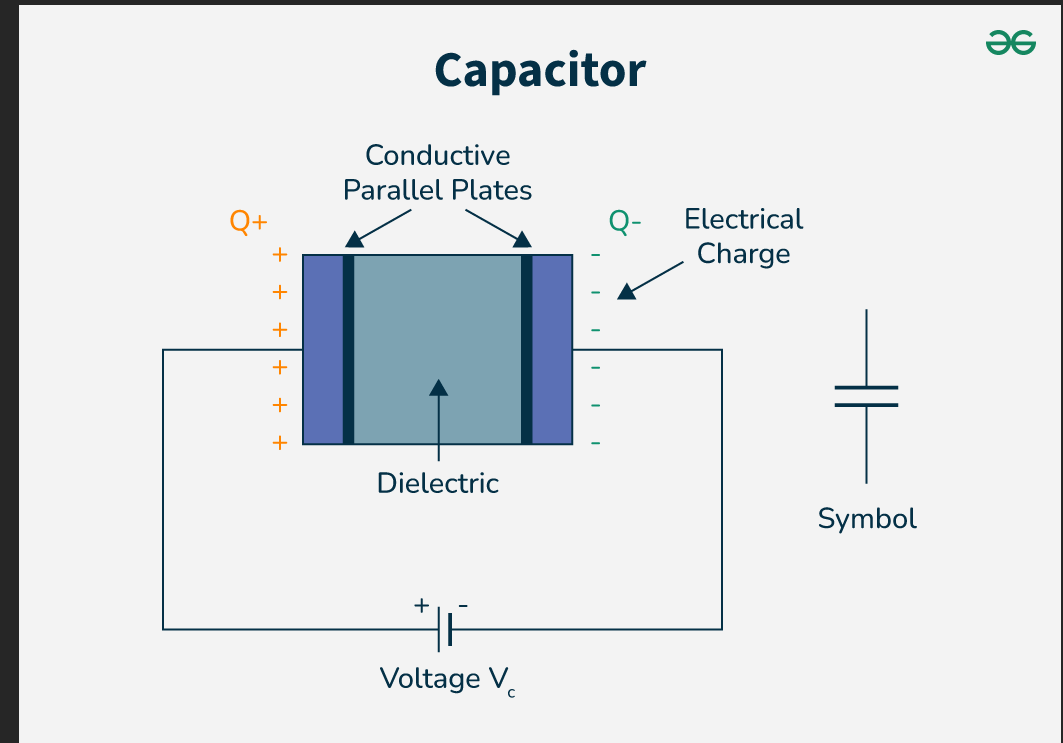 Capacitor
Conductive
Parallel Plates
Q+
Q-
Electrical
Charge
+ -
+ -
+ -
+ -
+ -
+ -
Dielectric
Symbol
+ -
Voltage Vc